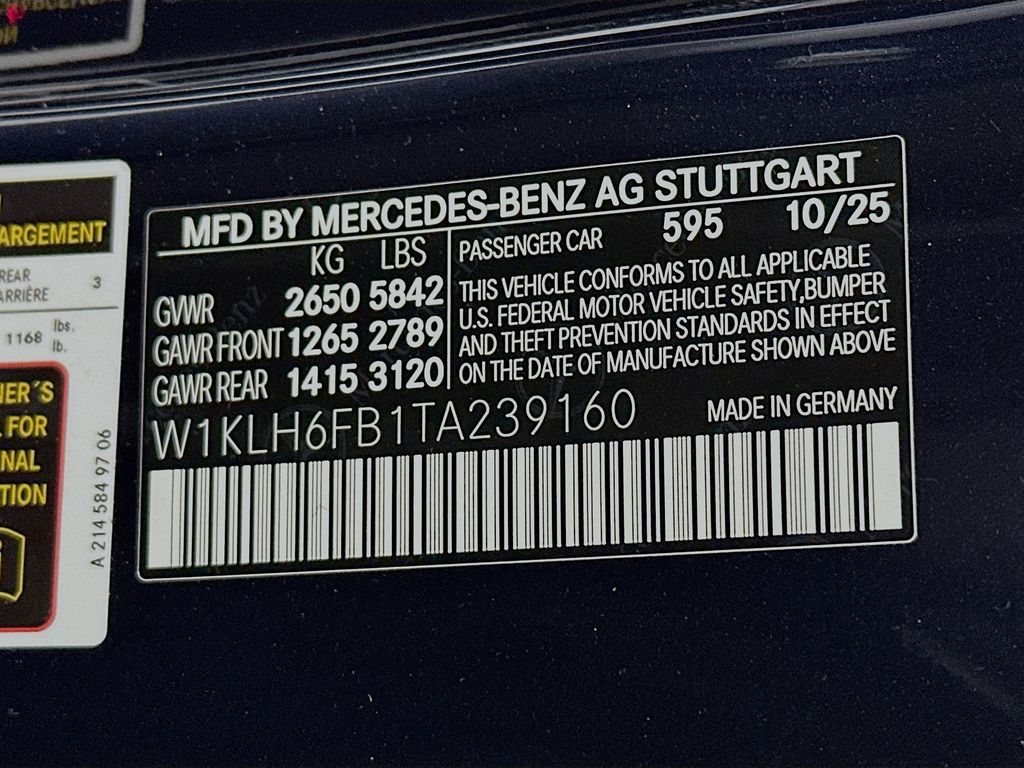 ARGEMENT
REAR
ARRIÈRE 3
1168 lbs.
lb.
NER´S
L FOR
NAL
TION
A 214 584 97 06
MFD BY MERCEDES-BENZ AG STUTTGART
KG LBS
GVWR 2650 5842
GAWR FRONT 1265 2789
GAWR REAR 1415 3120
PASSENGER CAR 595 10/25
THIS VEHICLE CONFORMS TO ALL APPLICABLE
U.S. FEDERAL MOTOR VEHICLE SAFETY,BUMPER
AND THEFT PREVENTION STANDARDS IN EFFECT
ON THE DATE OF MANUFACTURE SHOWN ABOVE
W1KLH6FB1TA239160
MADE IN GERMANY